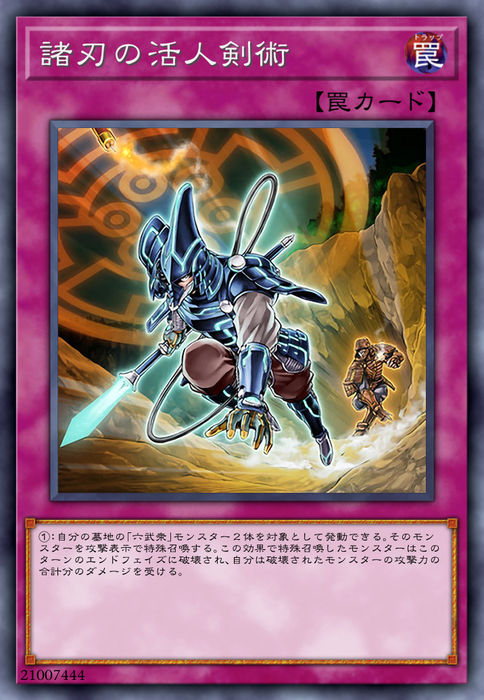 諸刃の活人剣術
トラップ
罠
【罠カード】
①：自分の墓地の「六武衆」モンスター２体を対象として発動できる。そのモン
スターを攻撃表示で特殊召喚する。この効果で特殊召喚したモンスターはこの
ターンのエンドフェイズに破壊され、自分は破壊されたモンスターの攻撃力の
合計分のダメージを受ける。
21007444